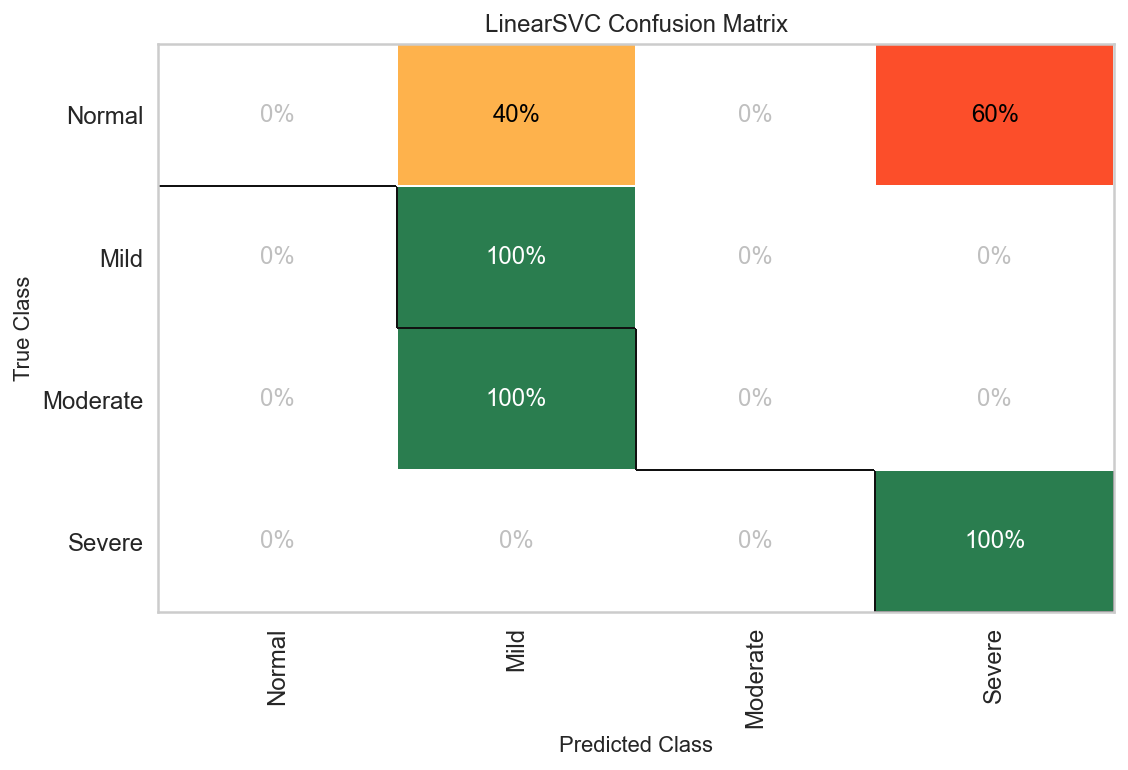 LinearSVC Confusion Matrix
True Class
Normal 0% 40% 0% 60%
Mild 0% 100% 0% 0%
Moderate 0% 100% 0% 0%
Severe 0% 0% 0% 100%
Normal Mild Moderate Severe
Predicted Class